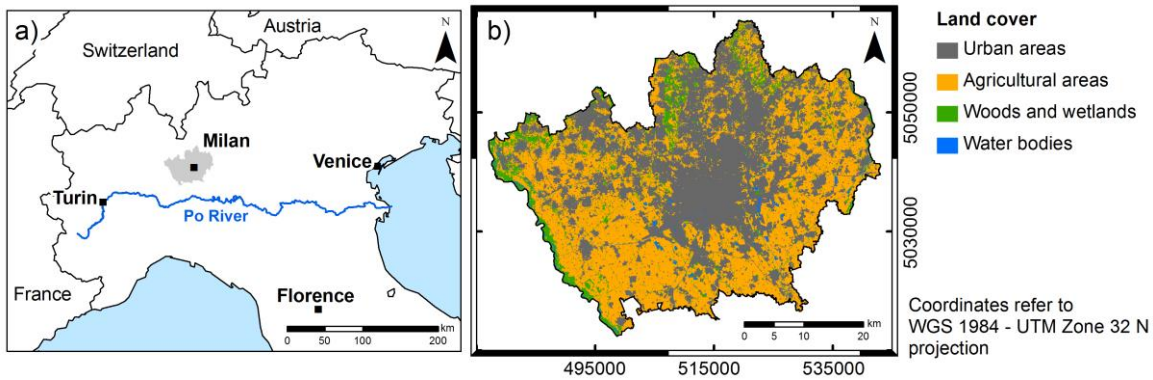 a)
Austria
N
Switzerland
Milan
Venice
Turin
Po River
France
Florence
km
0 50 100 200
b)
N
5050000
5030000
km
0 5 10 20
495000 515000 535000
Land cover
Urban areas
Agricultural areas
Woods and wetlands
Water bodies
Coordinates refer to
WGS 1984 - UTM Zone 32 N
projection